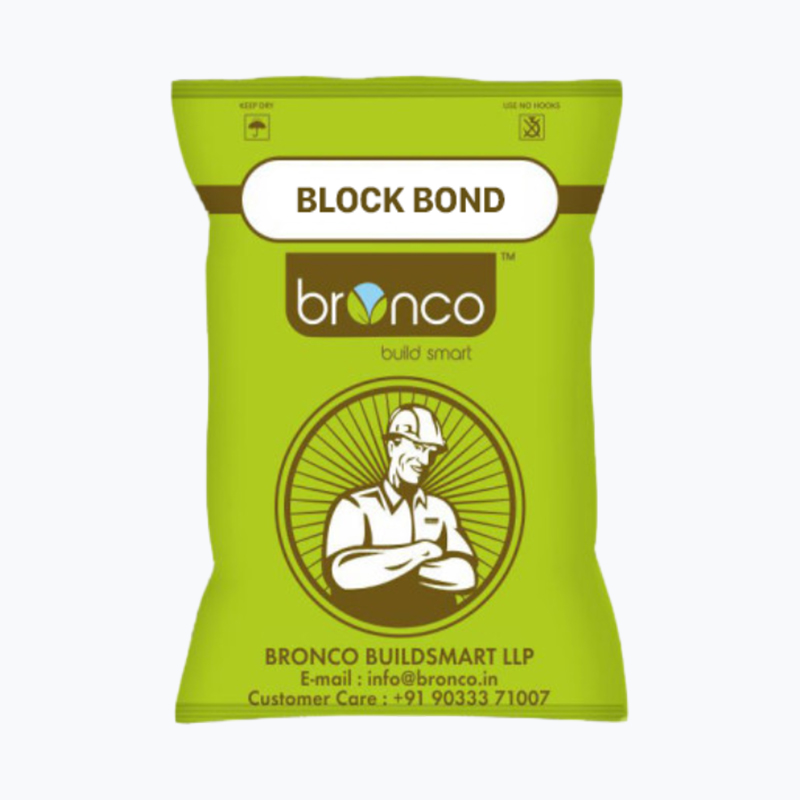 KEEP DRY
USE NO HOOKS
BLOCK BOND
bronco
TM
build smart
BRONCO BUILDSMART LLP
E-mail : info@bronco.in
Customer Care : +91 90333 71007